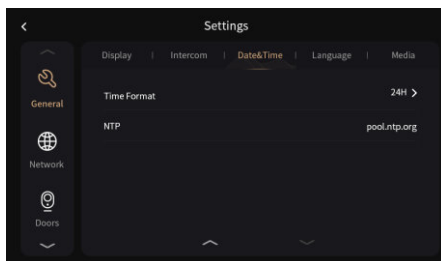 Settings
Display | Intercom | Date&Time | Language | Media
General
Time Format 24H
NTP pool.ntp.org
Network
Doors